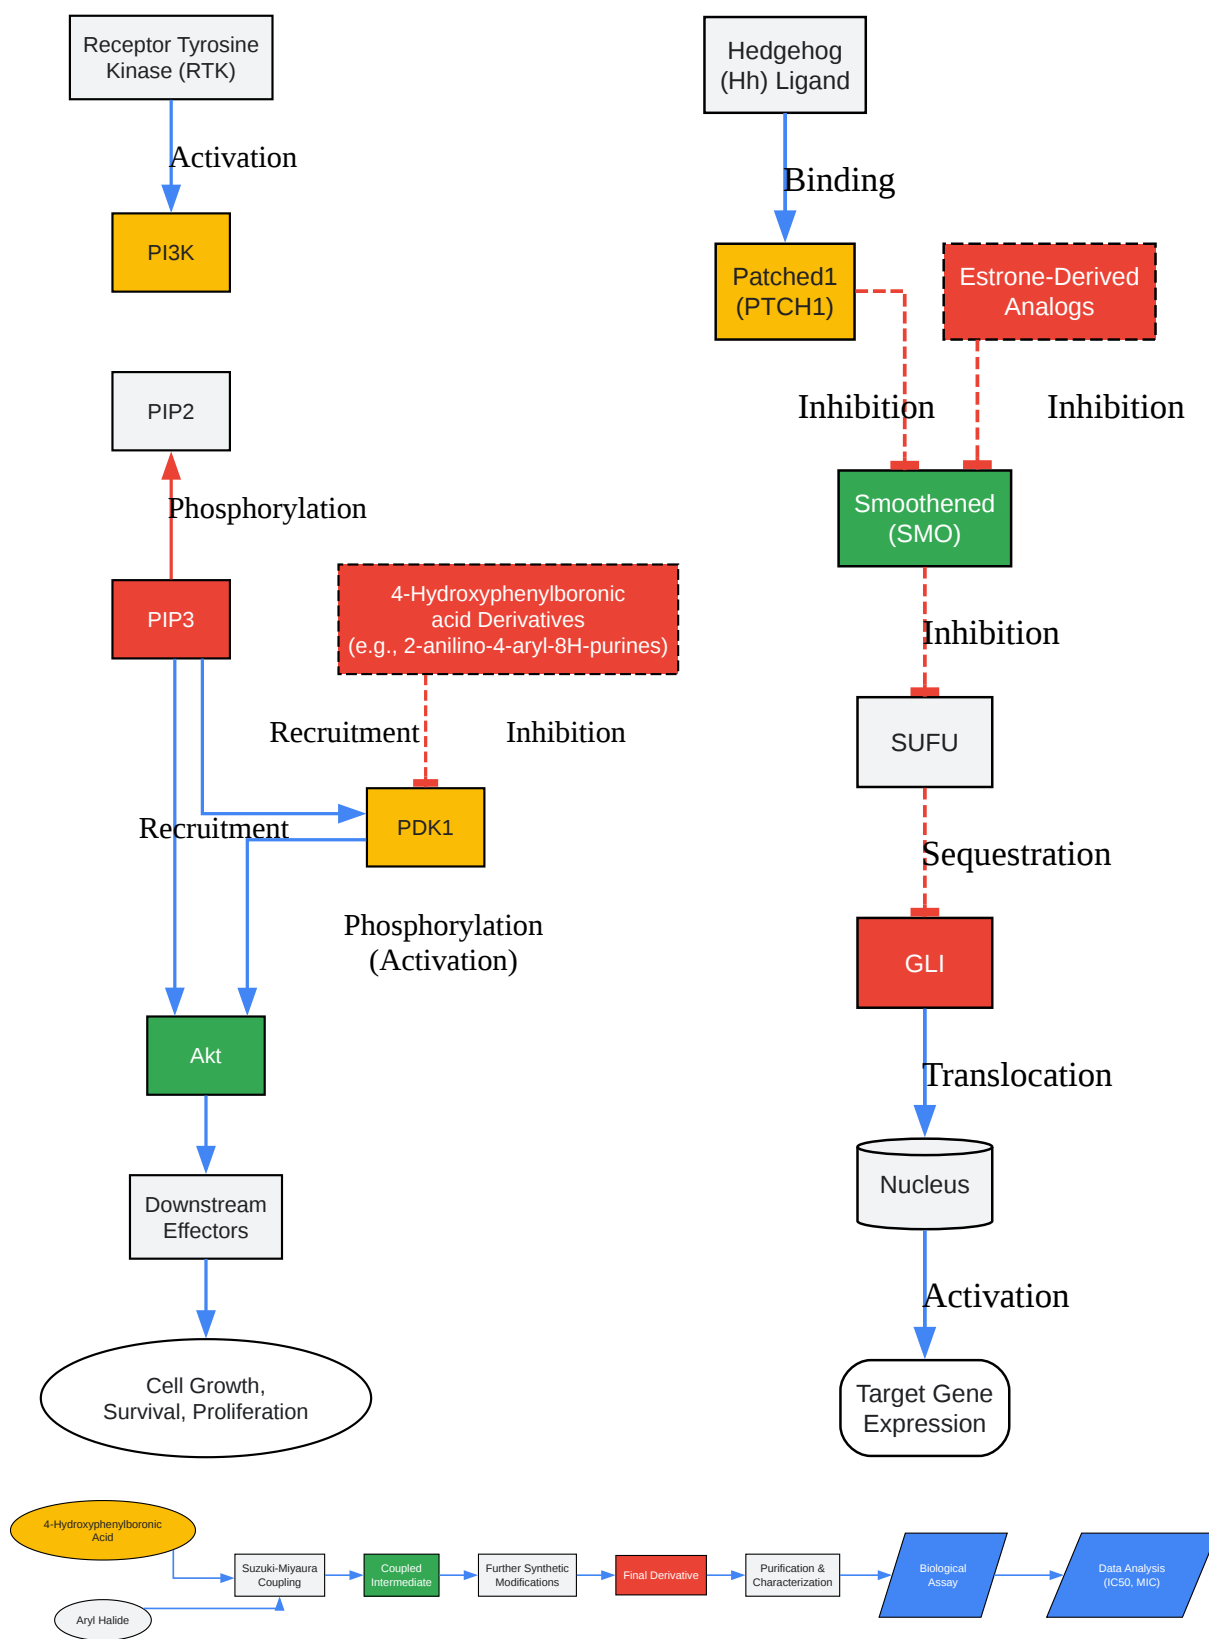 Receptor Tyrosine
Kinase (RTK)
Activation
PI3K
PIP2
Phosphorylation
PIP3
4-Hydroxyphenylboronic
acid Derivatives
(e.g., 2-anilino-4-aryl-8H-purines)
Recruitment
Inhibition
Recruitment
PDK1
Phosphorylation
(Activation)
Akt
Downstream
Effectors
Cell Growth,
Survival, Proliferation
Hedgehog
(Hh) Ligand
Binding
Patched1
(PTCH1)
Estrone-Derived
Analogs
Inhibition
Inhibition
Smoothened
(SMO)
Inhibition
SUFU
Sequestration
GLI
Translocation
Nucleus
Activation
Target Gene
Expression
4-Hydroxyphenylboronic
Acid
Aryl Halide
Suzuki-Miyaura
Coupling
Coupled
Intermediate
Further Synthetic
Modifications
Final Derivative
Purification &
Characterization
Biological
Assay
Data Analysis
(IC50, MIC)